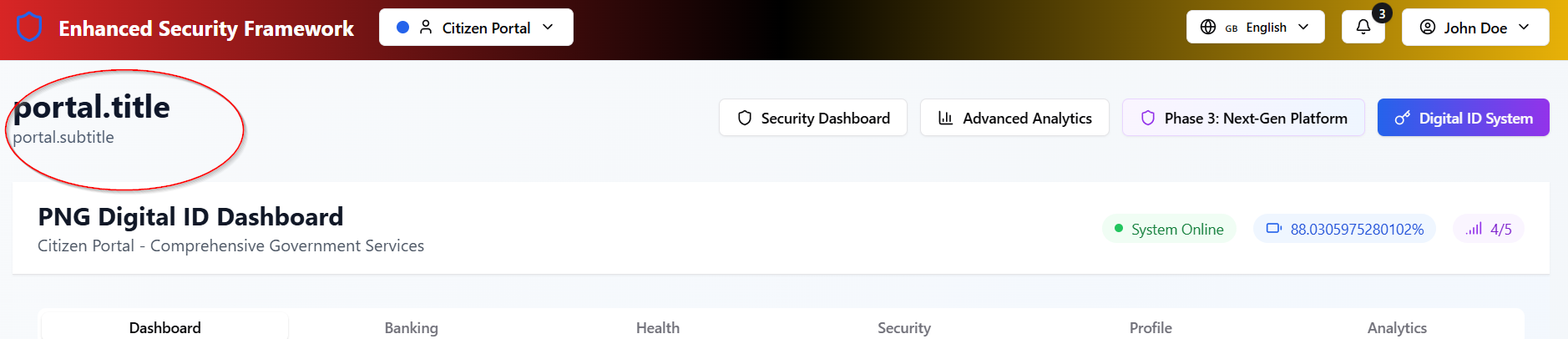 Enhanced Security Framework
Citizen Portal
GB English
3
John Doe
portal.title
portal.subtitle
Security Dashboard
Advanced Analytics
Phase 3: Next-Gen Platform
Digital ID System
PNG Digital ID Dashboard
Citizen Portal - Comprehensive Government Services
System Online
88.0305975280102%
4/5
Dashboard
Banking
Health
Security
Profile
Analytics